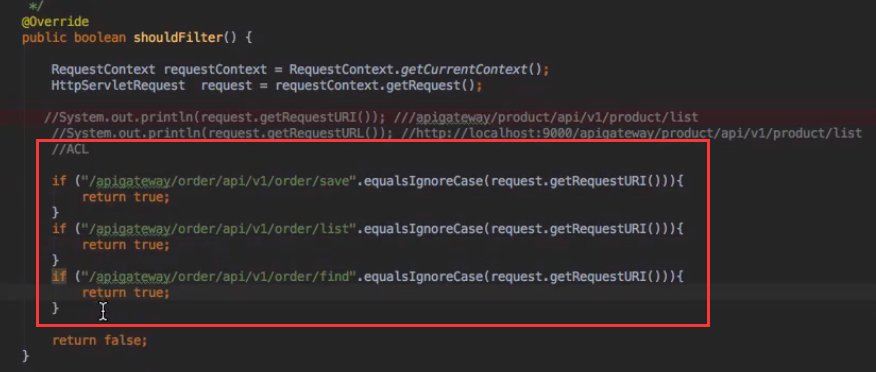 */
@Override
public boolean shouldFilter() {
RequestContext requestContext = RequestContext.getCurrentContext();
HttpServletRequest  request = requestContext.getRequest();
//System.out.println(request.getRequestURI()); ///apigateway/product/api/v1/product/list
//System.out.println(request.getRequestURL()); //http://localhost:9000/apigateway/product/api/v1/product/list
//ACL
if ("/apigateway/order/api/v1/order/save".equalsIgnoreCase(request.getRequestURI())){
return true;
}
if ("/apigateway/order/api/v1/order/list".equalsIgnoreCase(request.getRequestURI())){
return true;
}
if ("/apigateway/order/api/v1/order/find".equalsIgnoreCase(request.getRequestURI())){
return true;
}
return false;
}